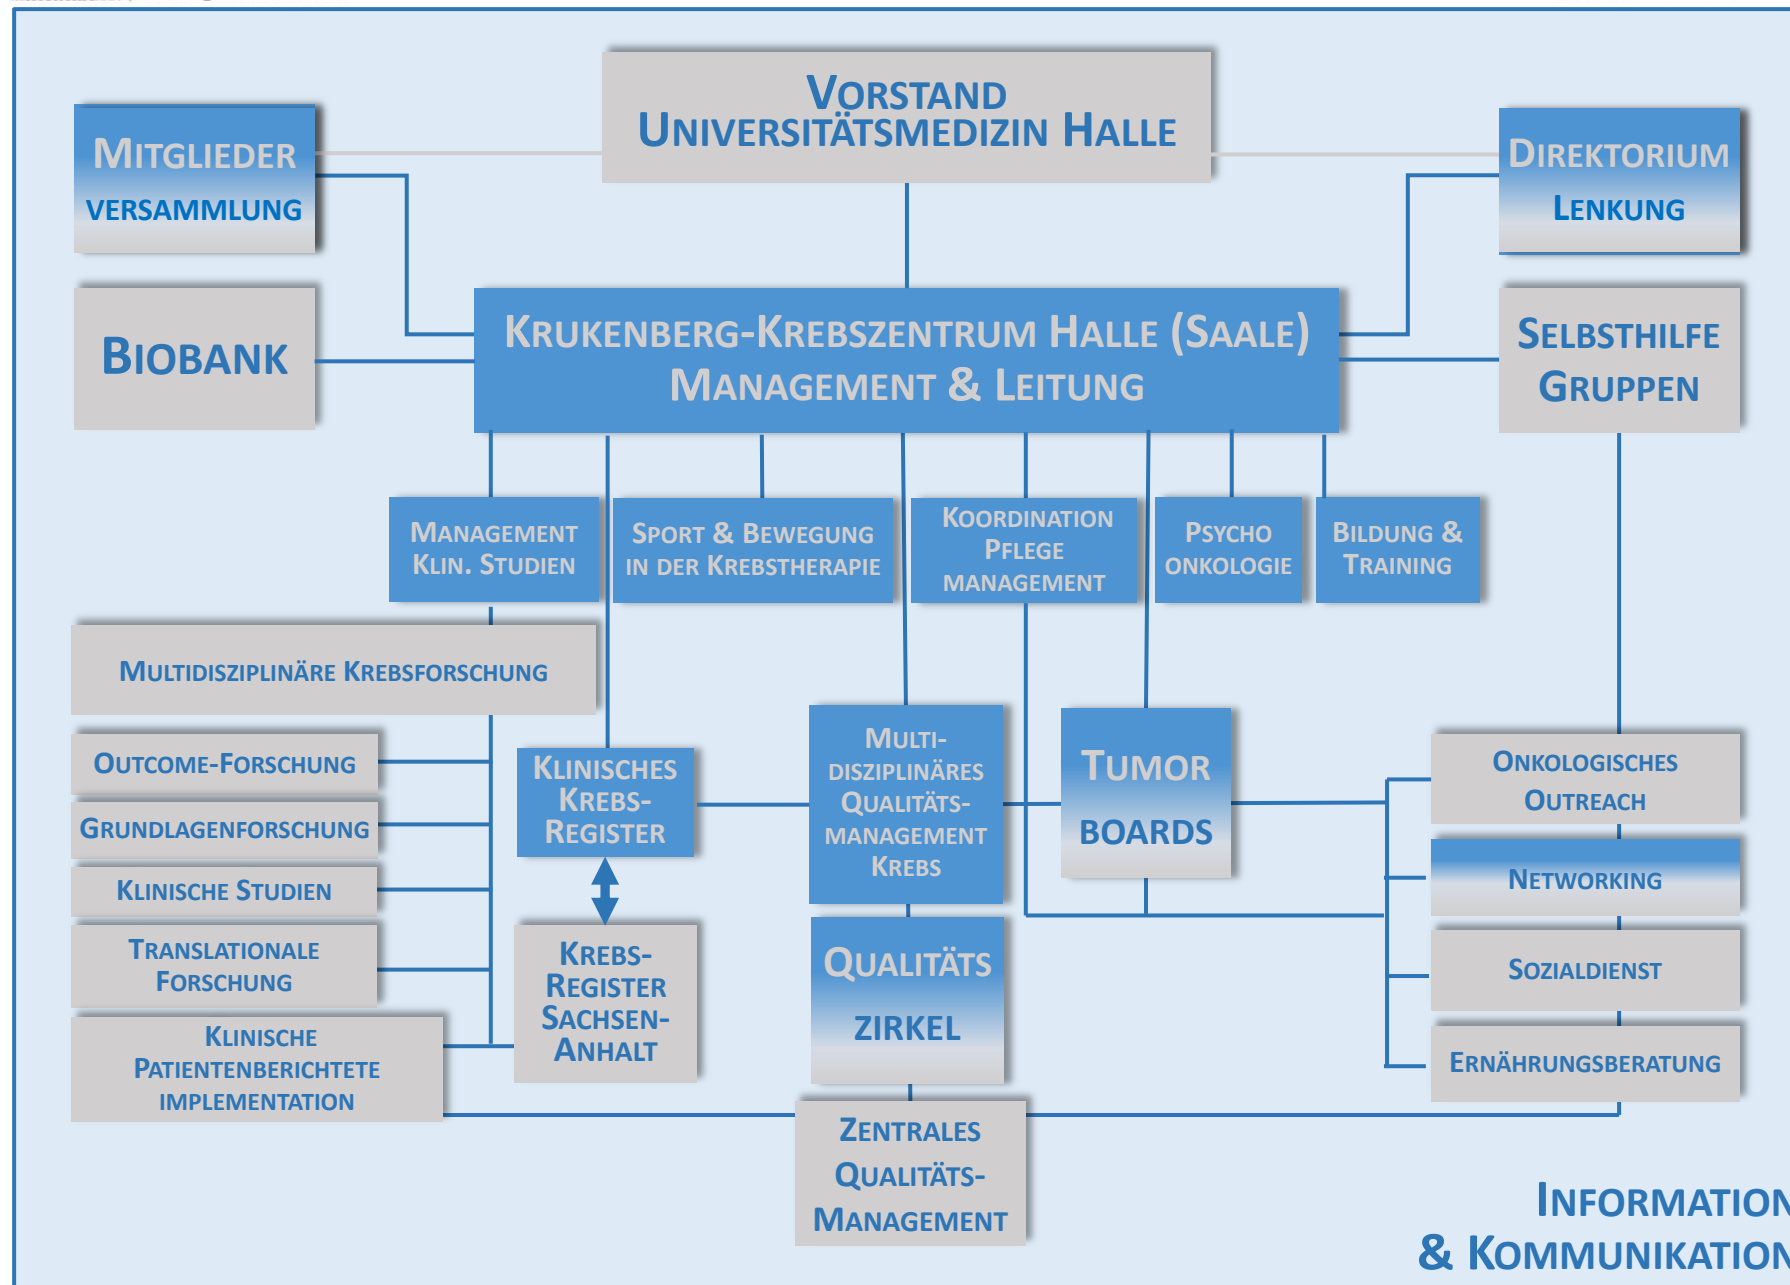 Vorstand
Universitätsmedizin Halle
Mitglieder
versammlung
Direktorium
Lenkung
Biobank
Krukenberg-Krebszentrum Halle (Saale)
Management & Leitung
Selbsthilfe
Gruppen
Management
Klin. Studien
Sport & Bewegung
in der Krebstherapie
Koordination
Pflege
management
Psycho
onkologie
Bildung &
Training
Multidisziplinäre Krebsforschung
Outcome-Forschung
Grundlagenforschung
Klinische Studien
Translationale
Forschung
Klinische
Patientenberichtete
implementation
Klinisches
Krebs-
Register
Krebs-
Register
Sachsen-
Anhalt
Multi-
disziplinäres
Qualitäts-
management
Krebs
Qualitäts
zirkel
Zentrales
Qualitäts-
Management
Tumor
boards
Onkologisches
Outreach
Networking
Sozialdienst
Ernährungsberatung
Information
& Kommunikation